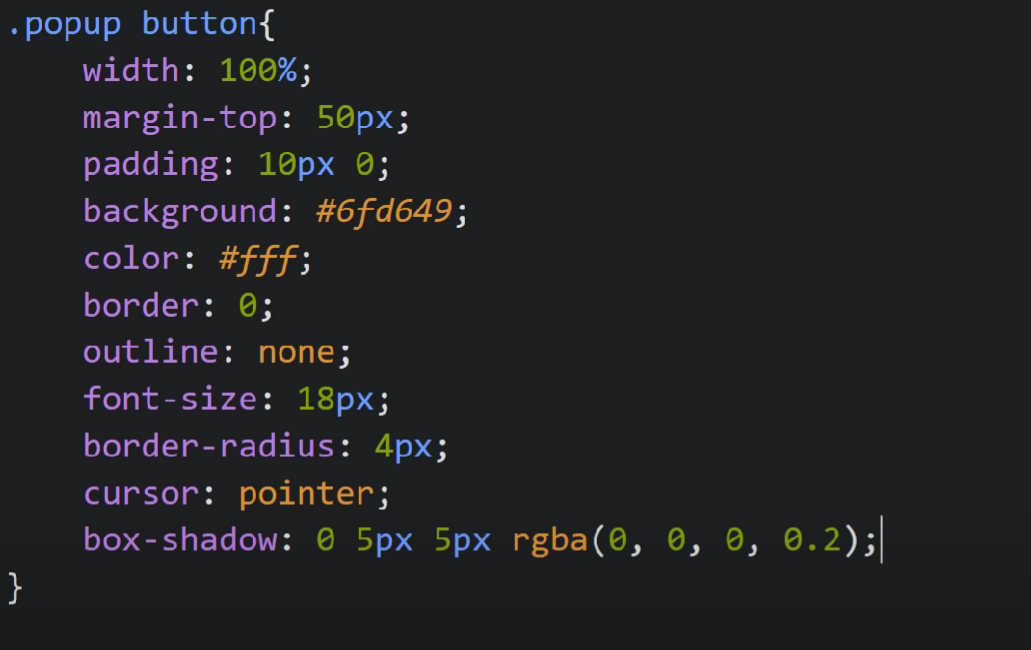 .popup button{
    width: 100%;
    margin-top: 50px;
    padding: 10px 0;
    background: #6fd649;
    color: #fff;
    border: 0;
    outline: none;
    font-size: 18px;
    border-radius: 4px;
    cursor: pointer;
    box-shadow: 0 5px 5px rgba(0, 0, 0, 0.2);
}